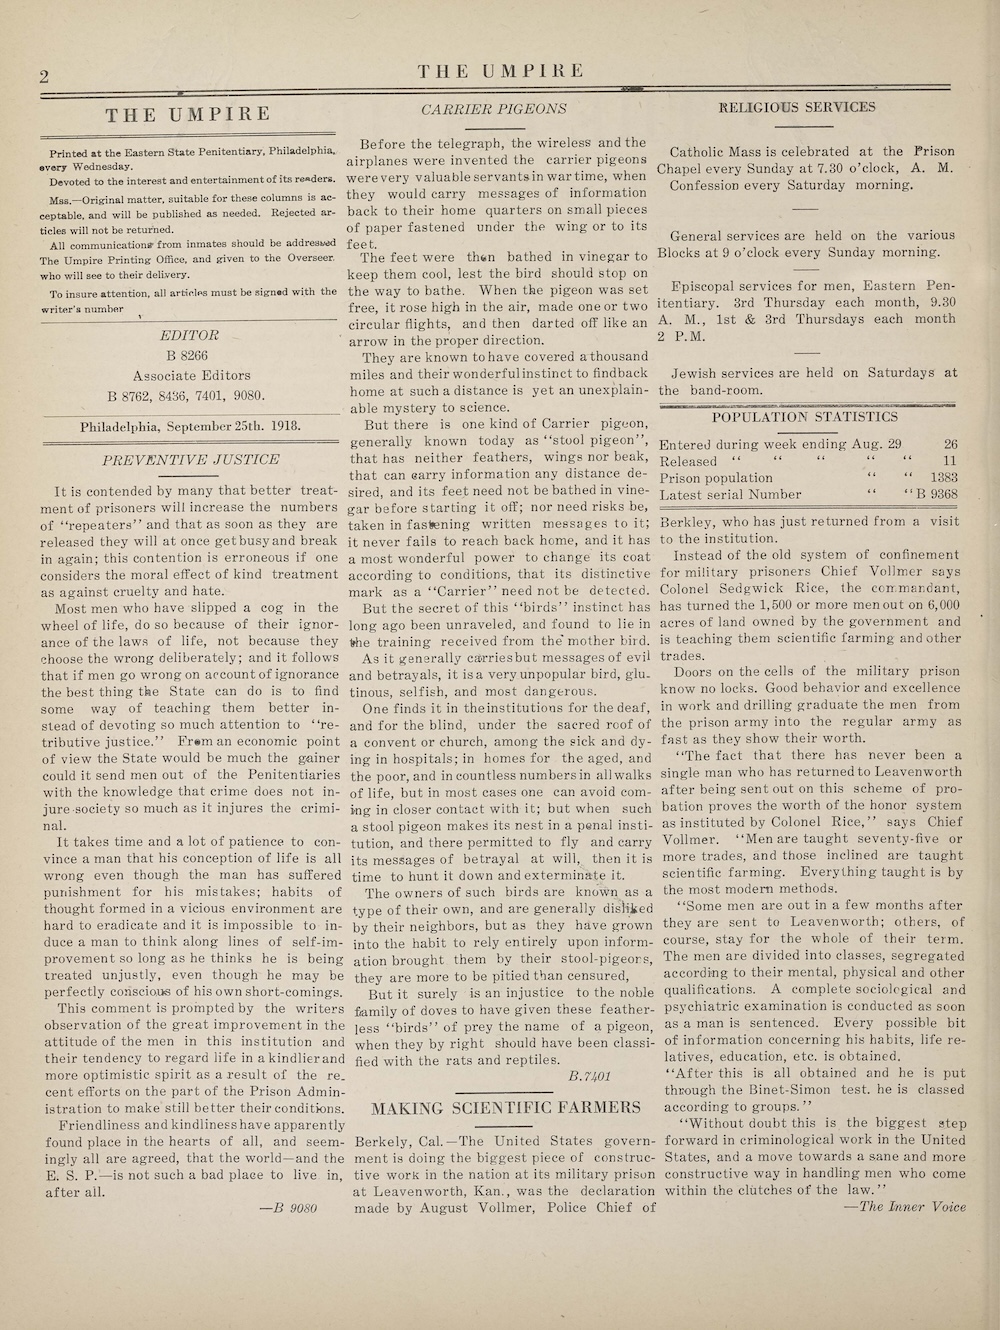 2
THE UMPIRE
THE UMPIRE
Printed at the Eastern State Penitentiary, Philadelphia,
every Wednesday.
Devoted to the interest and entertainment of its readers.
Mss.—Original matter, suitable for these columns is ac-
ceptable, and will be published as needed. Rejected ar-
ticles will not be returned.
All communications from inmates should be addressed
The Umpire Printing Office, and given to the Overseer.
who will see to their delivery.
To insure attention, all articles must be signed with the
writer's number
EDITOR
B 8266
Associate Editors
B 8762, 8436, 7401, 9080.
Philadelphia, September 25th. 1918.
PREVENTIVE JUSTICE
It is contended by many that better treat-
ment of prisoners will increase the numbers
of "repeaters" and that as soon as they are
released they will at once get busy and break
in again; this contention is erroneous if one
considers the moral effect of kind treatment
as against cruelty and hate.
Most men who have slipped a cog in the
wheel of life, do so because of their ignor-
ance of the laws of life, not because they
choose the wrong deliberately; and it follows
that if men go wrong on account of ignorance
the best thing the State can do is to find
some way of teaching them better in-
stead of devoting so much attention to "re-
tributive justice." From an economic point
of view the State would be much the gainer
could it send men out of the Penitentiaries
with the knowledge that crime does not in-
jure society so much as it injures the crimi-
nal.
It takes time and a lot of patience to con-
vince a man that his conception of life is all
wrong even though the man has suffered
punishment for his mistakes; habits of
thought formed in a vicious environment are
hard to eradicate and it is impossible to in-
duce a man to think along lines of self-im-
provement so long as he thinks he is being
treated unjustly, even though he may be
perfectly conscious of his own short-comings.
This comment is prompted by the writers
observation of the great improvement in the
attitude of the men in this institution and
their tendency to regard life in a kindlier and
more optimistic spirit as a result of the re-
cent efforts on the part of the Prison Admin-
istration to make still better their conditions.
Friendliness and kindliness have apparently
found place in the hearts of all, and seem-
ingly all are agreed, that the world—and the
E. S. P.—is not such a bad place to live in,
after all.
—B 9080
CARRIER PIGEONS
Before the telegraph, the wireless and the
airplanes were invented the carrier pigeons
were very valuable servants in war time, when
they would carry messages of information
back to their home quarters on small pieces
of paper fastened under the wing or to its
feet.
The feet were then bathed in vinegar to
keep them cool, lest the bird should stop on
the way to bathe. When the pigeon was set
free, it rose high in the air, made one or two
circular flights, and then darted off like an
arrow in the proper direction.
They are known to have covered a thousand
miles and their wonderful instinct to find back
home at such a distance is yet an unexplain-
able mystery to science.
But there is one kind of Carrier pigeon,
generally known today as "stool pigeon",
that has neither feathers, wings nor beak,
that can carry information any distance de-
sired, and its feet need not be bathed in vine-
gar before starting it off; nor need risks be,
taken in fastening written messages to it;
it never fails to reach back home, and it has
a most wonderful power to change its coat
according to conditions, that its distinctive
mark as a "Carrier" need not be detected.
But the secret of this "birds" instinct has
long ago been unraveled, and found to lie in
the training received from the mother bird.
As it generally carries but messages of evil
and betrayals, it is a very unpopular bird, glu-
tinous, selfish, and most dangerous.
One finds it in the institutions for the deaf,
and for the blind, under the sacred roof of
a convent or church, among the sick and dy-
ing in hospitals; in homes for the aged, and
the poor, and in countless numbers in all walks
of life, but in most cases one can avoid com-
ing in closer contact with it; but when such
a stool pigeon makes its nest in a penal insti-
tution, and there permitted to fly and carry
its messages of betrayal at will, then it is
time to hunt it down and exterminate it.
The owners of such birds are known as a
type of their own, and are generally disliked
by their neighbors, but as they have grown
into the habit to rely entirely upon inform-
ation brought them by their stool-pigeors,
they are more to be pitied than censured,
But it surely is an injustice to the noble
family of doves to have given these feather-
less "birds" of prey the name of a pigeon,
when they by right should have been classi-
fied with the rats and reptiles.
B.7401
MAKING SCIENTIFIC FARMERS
Berkely, Cal.—The United States govern-
ment is doing the biggest piece of construc-
tive work in the nation at its military prison
at Leavenworth, Kan., was the declaration
made by August Vollmer, Police Chief of
RELIGIOUS SERVICES
Catholic Mass is celebrated at the Prison
Chapel every Sunday at 7.30 o'clock, A. M.
Confession every Saturday morning.
General services are held on the various
Blocks at 9 o'clock every Sunday morning.
Episcopal services for men, Eastern Pen-
itentiary. 3rd Thursday each month, 9.30
A. M., 1st & 3rd Thursdays each month
2 P.M.
Jewish services are held on Saturdays at
the band-room.
POPULATION STATISTICS
Entered during week ending Aug. 29 26
Released " " " " " 11
Prison population " " 1383
Latest serial Number " " B 9368
Berkley, who has just returned from a visit
to the institution.
Instead of the old system of confinement
for military prisoners Chief Vollmer says
Colonel Sedgwick Rice, the commandant,
has turned the 1,500 or more men out on 6,000
acres of land owned by the government and
is teaching them scientific farming and other
trades.
Doors on the cells of the military prison
know no locks. Good behavior and excellence
in work and drilling graduate the men from
the prison army into the regular army as
fast as they show their worth.
"The fact that there has never been a
single man who has returned to Leavenworth
after being sent out on this scheme of pro-
bation proves the worth of the honor system
as instituted by Colonel Rice," says Chief
Vollmer. "Men are taught seventy-five or
more trades, and those inclined are taught
scientific farming. Everything taught is by
the most modern methods.
"Some men are out in a few months after
they are sent to Leavenworth; others, of
course, stay for the whole of their term.
The men are divided into classes, segregated
according to their mental, physical and other
qualifications. A complete sociological and
psychiatric examination is conducted as soon
as a man is sentenced. Every possible bit
of information concerning his habits, life re-
latives, education, etc. is obtained.
"After this is all obtained and he is put
through the Binet-Simon test. he is classed
according to groups."
"Without doubt this is the biggest step
forward in criminological work in the United
States, and a move towards a sane and more
constructive way in handling men who come
within the clutches of the law."
—The Inner Voice